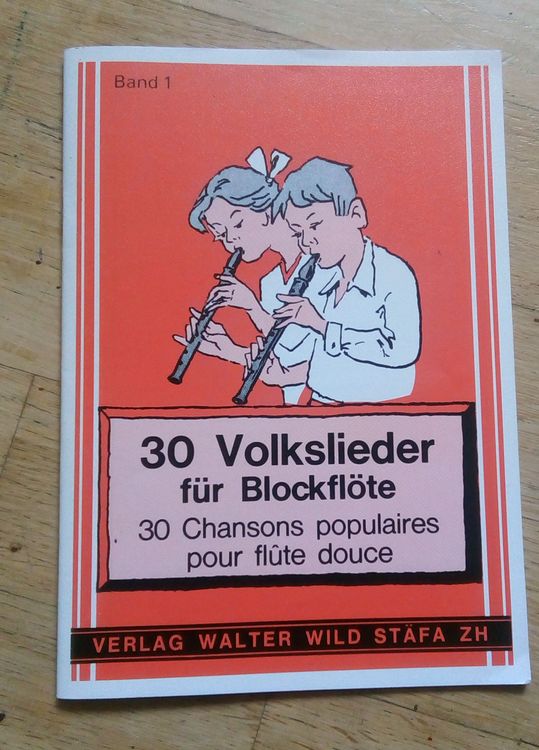 Band 1
30 Volkslieder
für Blockflöte
30 Chansons populaires
pour flûte douce
VERLAG WALTER WILD STÄFA ZH